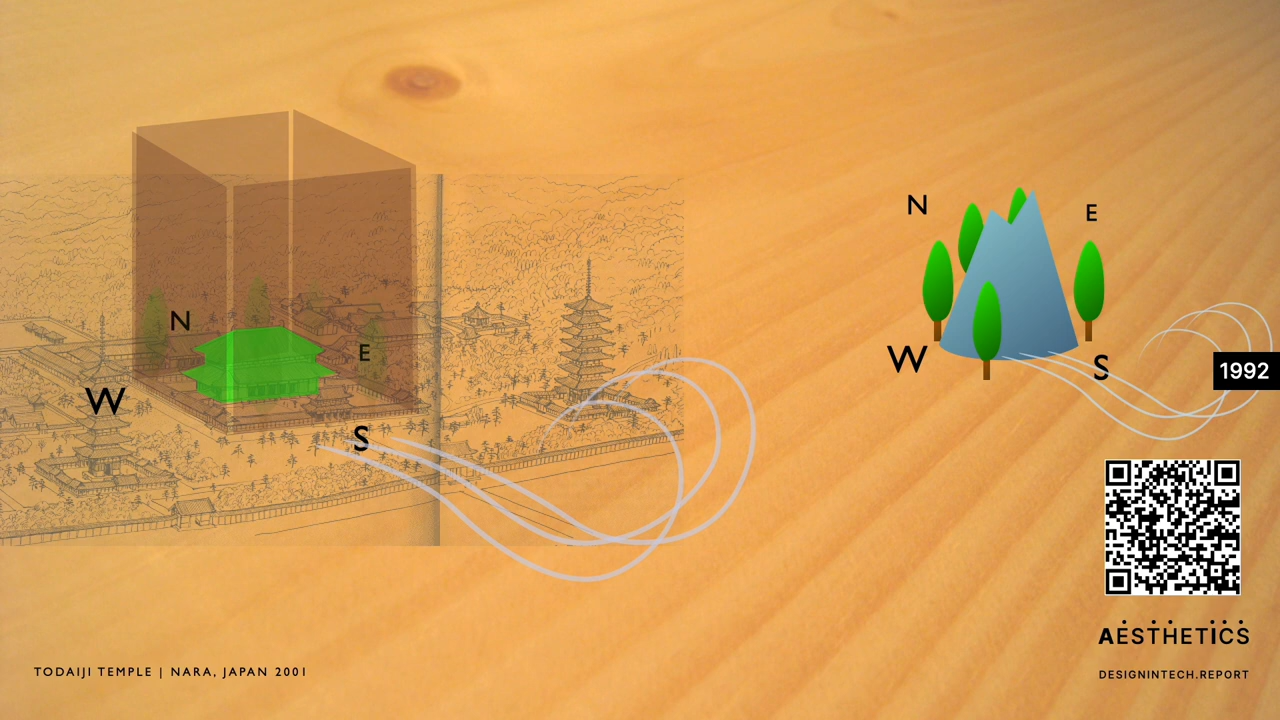 N
E
W
S
N
E
W
S
1992
AESTHETICS
TODAIJI TEMPLE | NARA, JAPAN 2001
DESIGNINTECH.REPORT